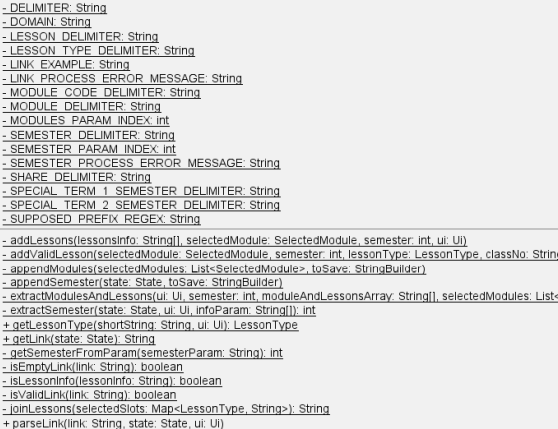 - DELIMITER: String
- DOMAIN: String
- LESSON_DELIMITER: String
- LESSON_TYPE_DELIMITER: String
- LINK_EXAMPLE: String
- LINK_PROCESS_ERROR_MESSAGE: String
- MODULE_CODE_DELIMITER: String
- MODULE_DELIMITER: String
- MODULES_PARAM_INDEX: int
- SEMESTER_DELIMITER: String
- SEMESTER_PARAM_INDEX: int
- SEMESTER_PROCESS_ERROR_MESSAGE: String
- SHARE_DELIMITER: String
- SPECIAL_TERM_1_SEMESTER_DELIMITER: String
- SPECIAL_TERM_2_SEMESTER_DELIMITER: String
- SUPPOSED_PREFIX_REGEX: String
- addLessons(lessonsInfo: String[], selectedModule: SelectedModule, semester: int, ui: Ui)
- addValidLesson(selectedModule: SelectedModule, semester: int, lessonType: LessonType, classNo: String
- appendModules(selectedModules: List<SelectedModule>, toSave: StringBuilder)
- appendSemester(state: State, toSave: StringBuilder)
- extractModulesAndLessons(ui: Ui, semester: int, moduleAndLessonsArray: String[], selectedModules: List<
- extractSemester(state: State, ui: Ui, infoParam: String[]): int
+ getLessonType(shortString: String, ui: Ui): LessonType
+ getLink(state: State): String
- getSemesterFromParam(semesterParam: String): int
- isEmptyLink(link: String): boolean
- isLessonInfo(lessonInfo: String): boolean
- isValidLink(link: String): boolean
- joinLessons(selectedSlots: Map<LessonType, String>): String
+ parseLink(link: String, state: State, ui: Ui)